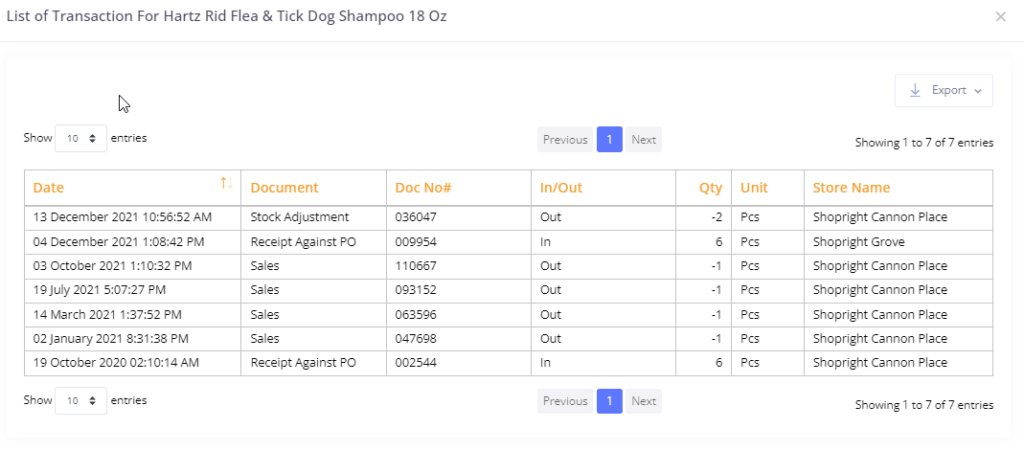 List of Transaction For Hartz Rid Flea & Tick Dog Shampoo 18 Oz
Export
Show 10 entries Previous 1 Next Showing 1 to 7 of 7 entries
Date Document Doc No# In/Out Qty Unit Store Name
13 December 2021 10:56:52 AM Stock Adjustment 036047 Out -2 Pcs Shopright Cannon Place
04 December 2021 1:08:42 PM Receipt Against PO 009954 In 6 Pcs Shopright Grove
03 October 2021 1:10:32 PM Sales 110667 Out -1 Pcs Shopright Cannon Place
19 July 2021 5:07:27 PM Sales 093152 Out -1 Pcs Shopright Cannon Place
14 March 2021 1:37:52 PM Sales 063596 Out -1 Pcs Shopright Cannon Place
02 January 2021 8:31:38 PM Sales 047698 Out -1 Pcs Shopright Cannon Place
19 October 2020 02:10:14 AM Receipt Against PO 002544 In 6 Pcs Shopright Cannon Place
Show 10 entries Previous 1 Next Showing 1 to 7 of 7 entries